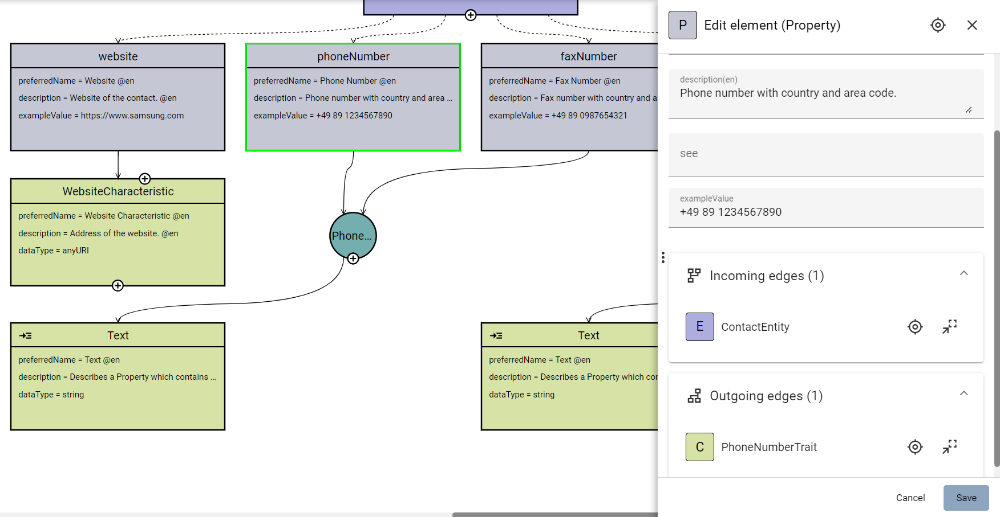 website
preferredName = Website @en
description = Website of the contact. @en
exampleValue = https://www.samsung.com
phoneNumber
preferredName = Phone Number @en
description = Phone number with country and area ...
exampleValue = +49 89 1234567890
faxNumber
preferredName = Fax Number @en
description = Fax number with country and a
exampleValue = +49 89 0987654321
WebsiteCharacteristic
preferredName = Website Characteristic @en
description = Address of the website. @en
dataType = anyURI
Phone...
Text
preferredName = Text @en
description = Describes a Property which contains ...
dataType = string
Text
preferredName = Text @en
description = Describes a Property which cor
dataType = string
P
Edit element (Property)
description(en)
Phone number with country and area code.
see
exampleValue
+49 89 1234567890
Incoming edges (1)
E
ContactEntity
Outgoing edges (1)
C
PhoneNumberTrait
Cancel
Save